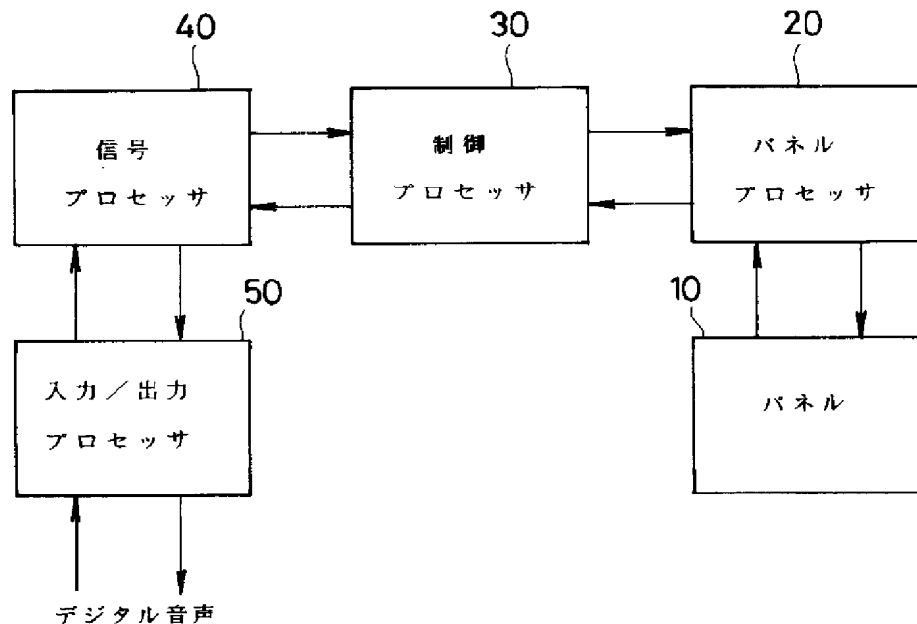 40
30
20
信号
プロセッサ
制御
プロセッサ
パネル
プロセッサ
50
10
入力／出力
プロセッサ
パネル
デジタル音声